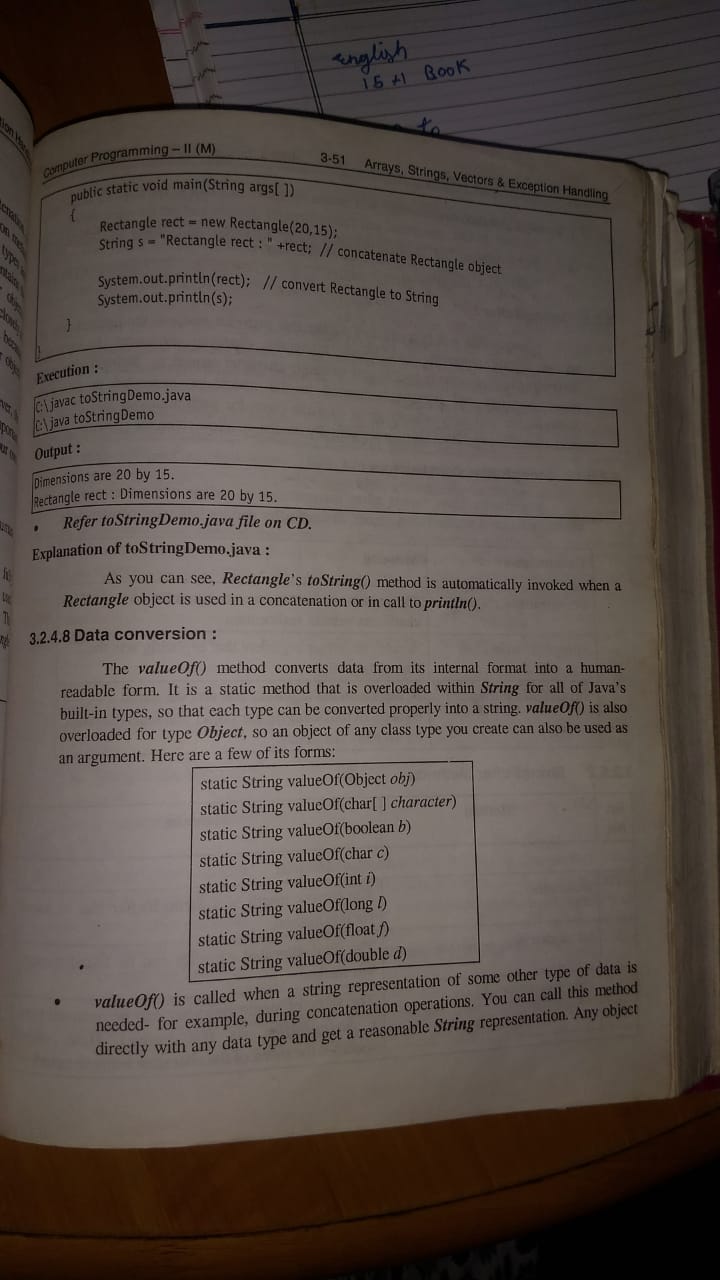 English
15 +1 Book
to
Computer Programming – II (M) 3-51 Arrays, Strings, Vectors & Exception Handling
public static void main(String args[ ])
{
Rectangle rect = new Rectangle(20,15);
String s = "Rectangle rect : " +rect; // concatenate Rectangle object
System.out.println(rect); // convert Rectangle to String
System.out.println(s);
}
}
Execution :
C:\javac toStringDemo.java
C:\java toStringDemo
Output :
Dimensions are 20 by 15.
Rectangle rect : Dimensions are 20 by 15.
• Refer toStringDemo.java file on CD.
Explanation of toStringDemo.java :
As you can see, Rectangle's toString() method is automatically invoked when a
Rectangle object is used in a concatenation or in call to println().
3.2.4.8 Data conversion :
The valueOf() method converts data from its internal format into a human-
readable form. It is a static method that is overloaded within String for all of Java's
built-in types, so that each type can be converted properly into a string. valueOf() is also
overloaded for type Object, so an object of any class type you create can also be used as
an argument. Here are a few of its forms:
static String valueOf(Object obj)
static String valueOf(char[ ] character)
static String valueOf(boolean b)
static String valueOf(char c)
static String valueOf(int i)
static String valueOf(long l)
static String valueOf(float f)
static String valueOf(double d)
• valueOf() is called when a string representation of some other type of data is
needed- for example, during concatenation operations. You can call this method
directly with any data type and get a reasonable String representation. Any object